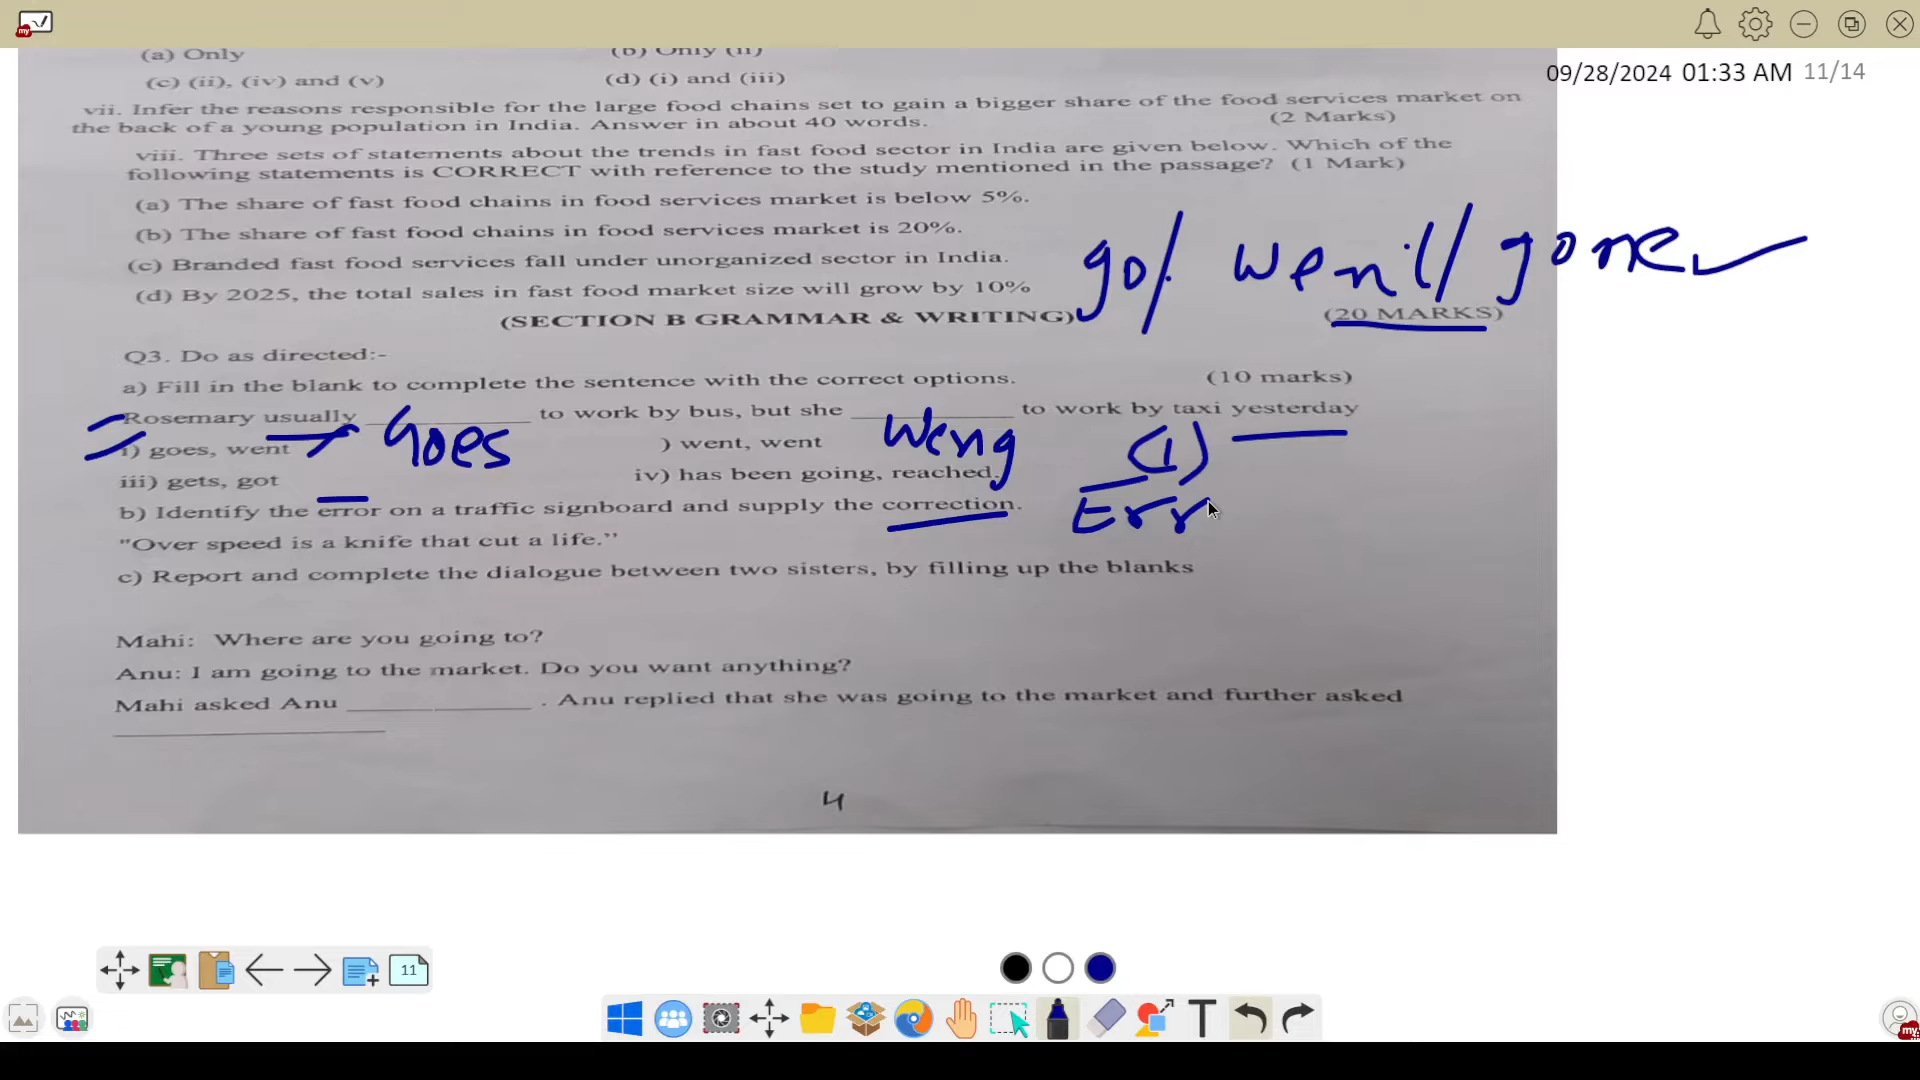 09/28/2024 01:33 AM 11/14
(a) Only (b) Only (ii)
(c) (ii), (iv) and (v) (d) (i) and (iii)
vii. Infer the reasons responsible for the large food chains set to gain a bigger share of the food services market on
the back of a young population in India. Answer in about 40 words. (2 Marks)
viii. Three sets of statements about the trends in fast food sector in India are given below. Which of the
following statements is CORRECT with reference to the study mentioned in the passage? (1 Mark)
(a) The share of fast food chains in food services market is below 5%.
(b) The share of fast food chains in food services market is 20%.
(c) Branded fast food services fall under unorganized sector in India.
go/ went/ gone
(d) By 2025, the total sales in fast food market size will grow by 10%
(SECTION B GRAMMAR & WRITING) (20 MARKS)
Q3. Do as directed:-
a) Fill in the blank to complete the sentence with the correct options. (10 marks)
Rosemary usually ____________ to work by bus, but she ____________ to work by taxi yesterday
Goes Weng (1)
i) goes, went ) went, went
iii) gets, got iv) has been going, reached.
b) Identify the error on a traffic signboard and supply the correction.
Err
"Over speed is a knife that cut a life."
c) Report and complete the dialogue between two sisters, by filling up the blanks
Mahi: Where are you going to?
Anu: I am going to the market. Do you want anything?
Mahi asked Anu ____________ . Anu replied that she was going to the market and further asked
____________
4
11